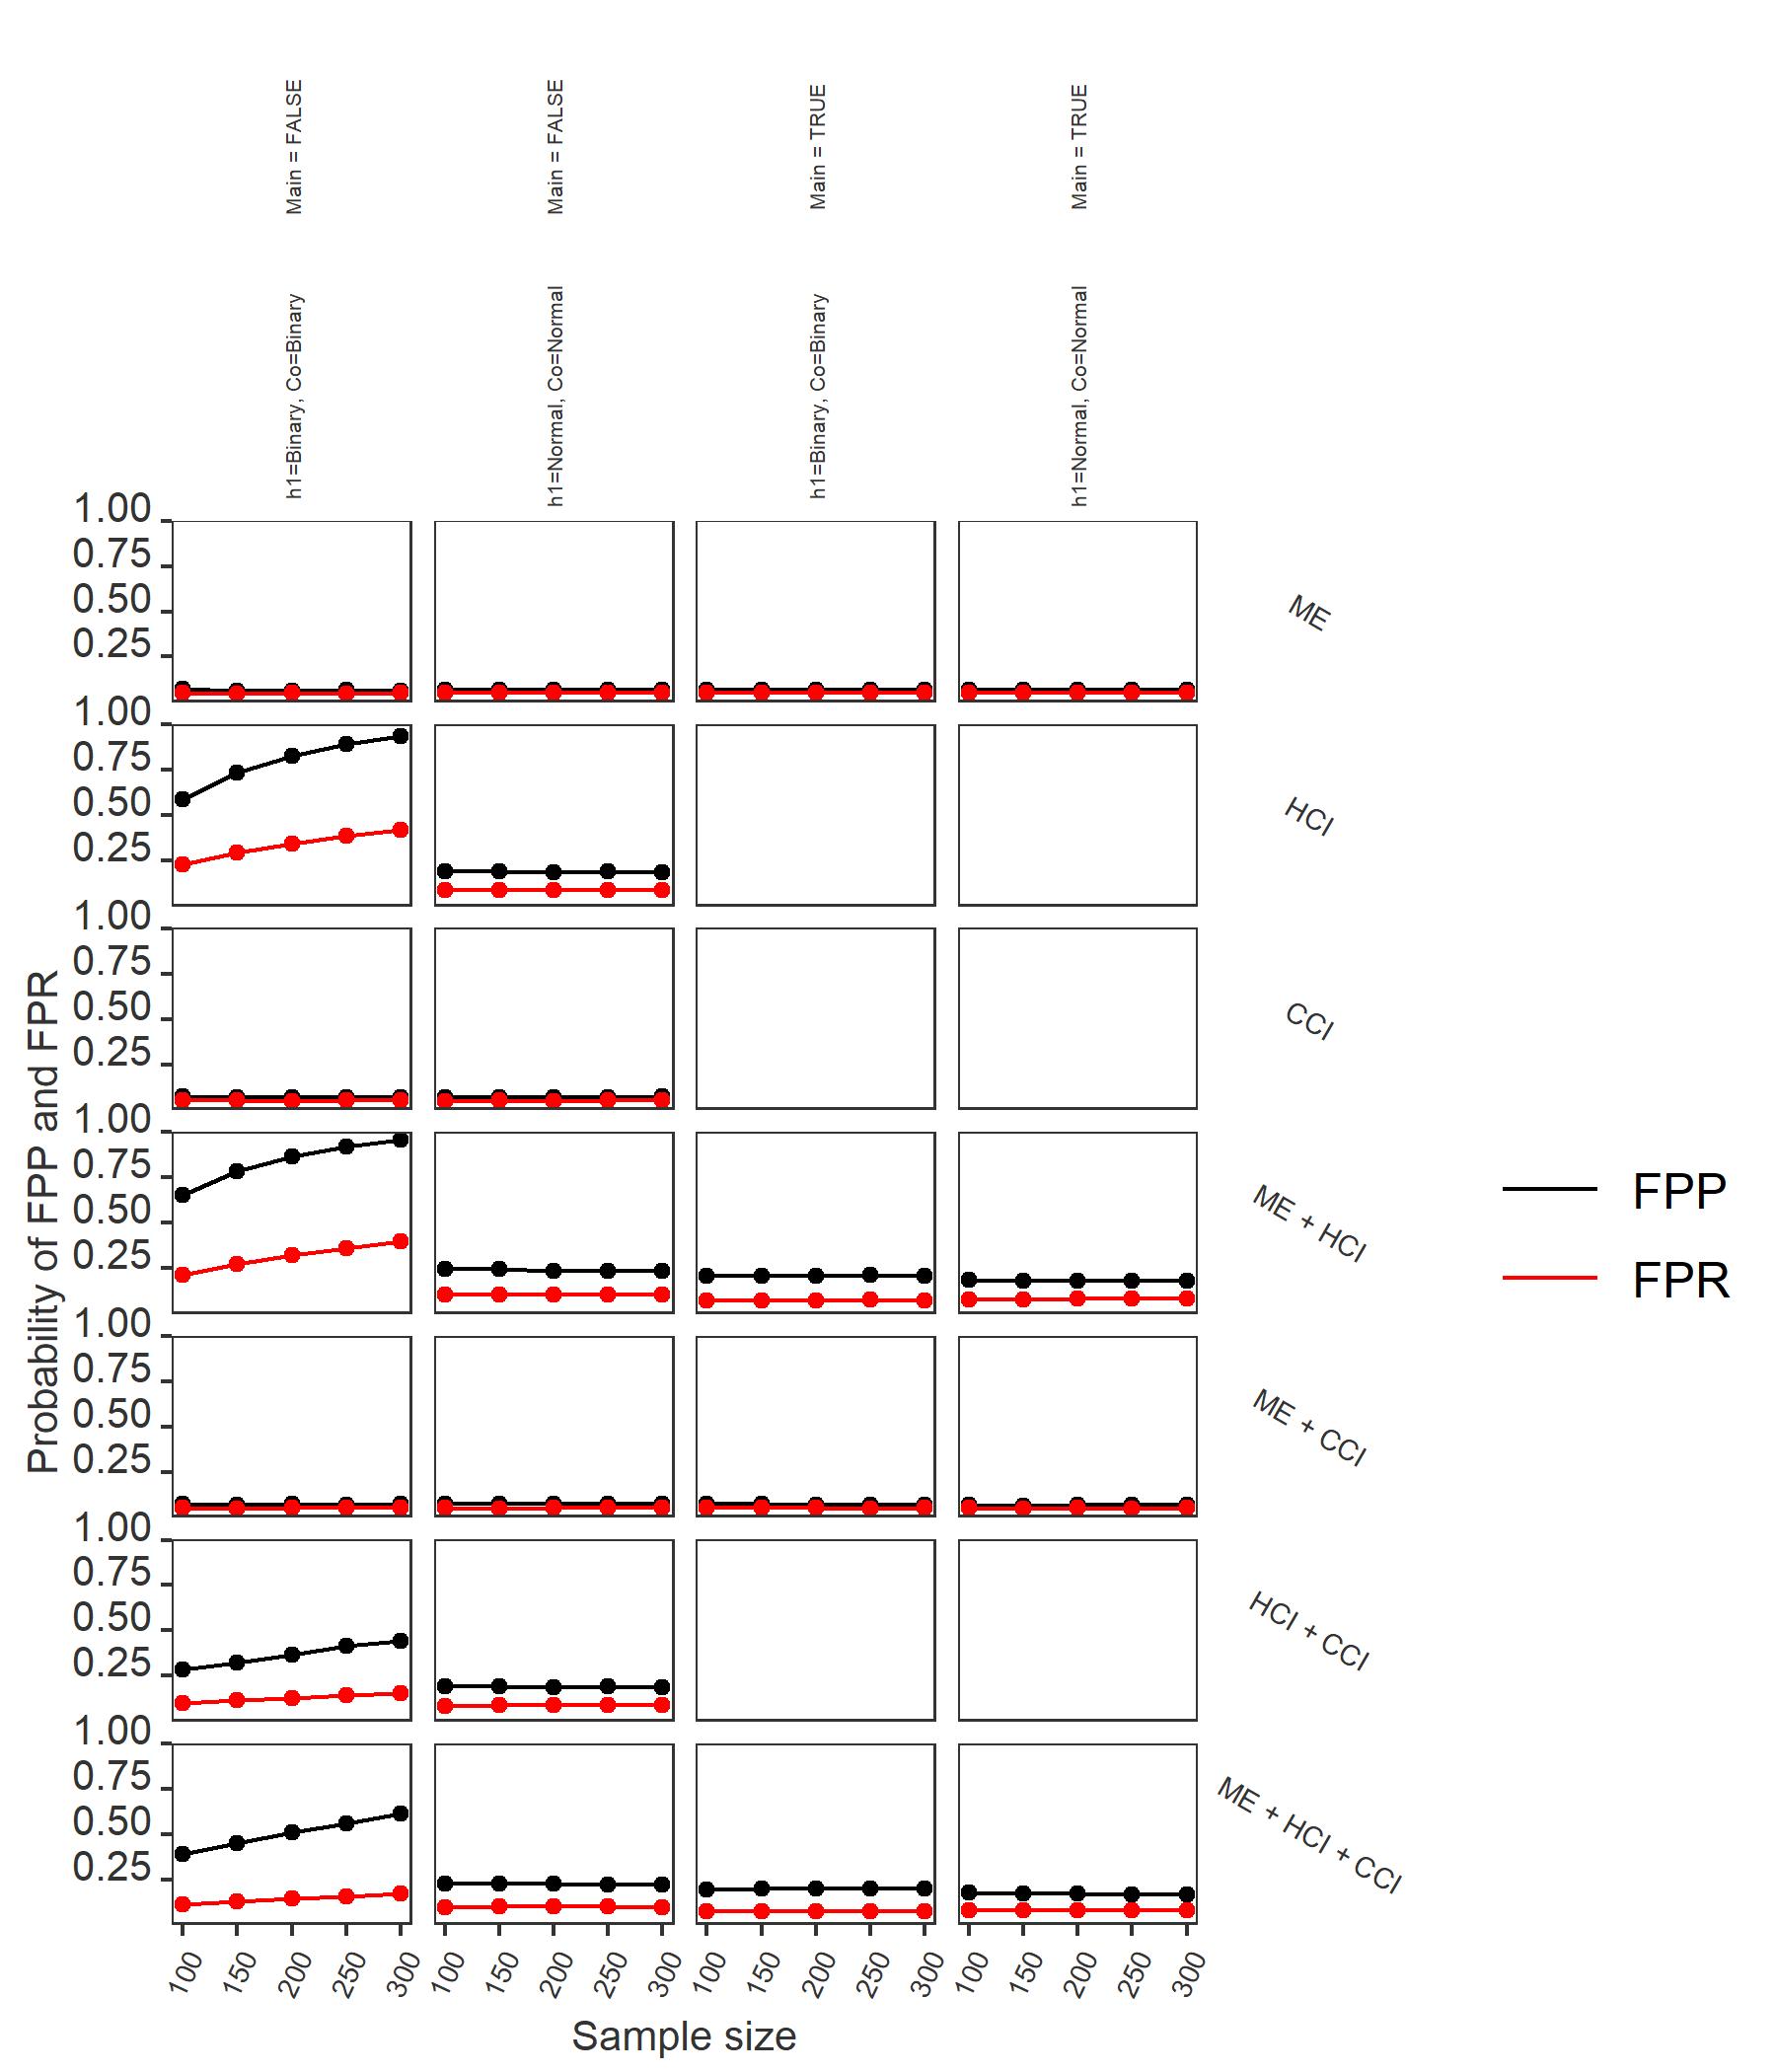 Main = FALSE
Main = FALSE
Main = TRUE
Main = TRUE
h1=Binary, Co=Binary
h1=Normal, Co=Normal
h1=Binary, Co=Binary
h1=Normal, Co=Normal
1.00
0.75
0.50
0.25
ME
1.00
0.75
0.50
0.25
HCI
1.00
0.75
0.50
0.25
CCI
1.00
0.75
0.50
0.25
ME + HCI
1.00
0.75
0.50
0.25
ME + CCI
1.00
0.75
0.50
0.25
HCI + CCI
1.00
0.75
0.50
0.25
ME + HCI + CCI
Probability of FPP and FPR
FPP
FPR
100 150 200 250 300 100 150 200 250 300 100 150 200 250 300 100 150 200 250 300
Sample size